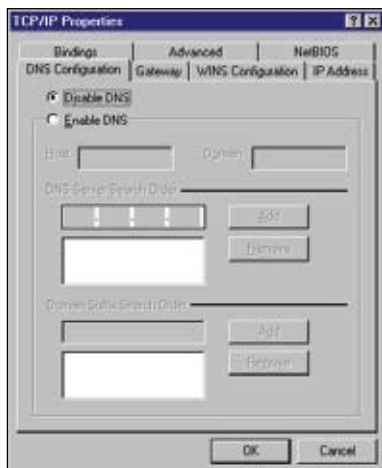 TCP/IP Properties
Bindings Advanced NetBIOS
DNS Configuration Gateway WINS Configuration IP Address
Disable DNS
Enable DNS
Host: Domain:
DNS Server Search Order
Add
Remove
Domain Suffix Search Order
Add
Remove
OK Cancel